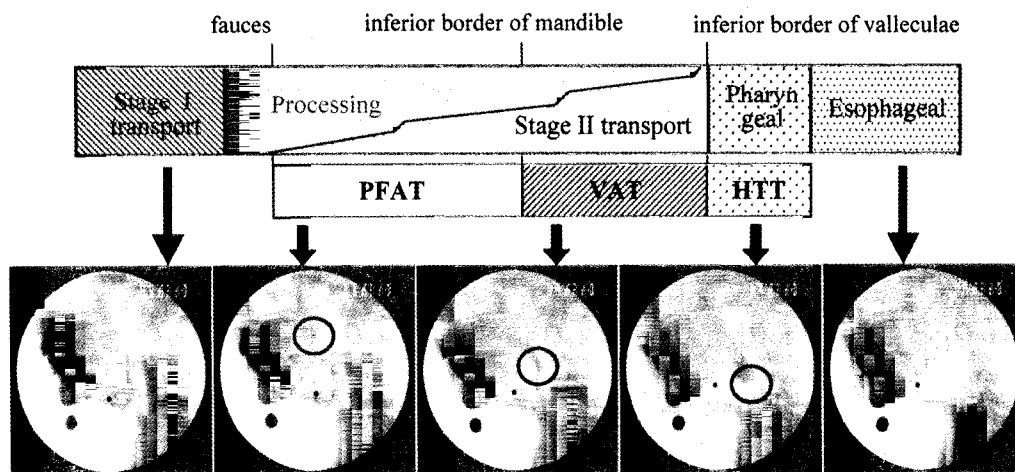 fauces
inferior border of mandible
inferior border of valleculae
Stage I
transport
Processing
Stage II transport
Pharyn
geal
Esophageal
PFAT
VAT
HTT